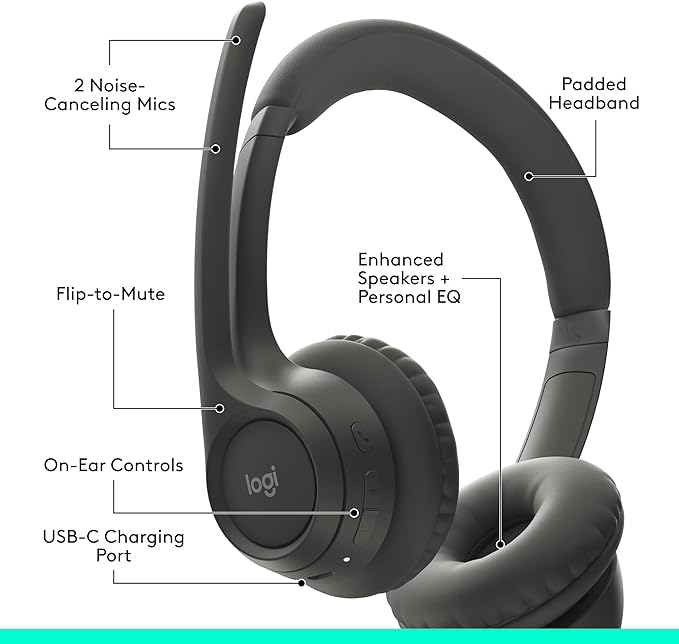 2 Noise-
Canceling Mics
Padded
Headband
Enhanced
Speakers +
Personal EQ
Flip-to-Mute
On-Ear Controls
logi
+
USB-C Charging
Port